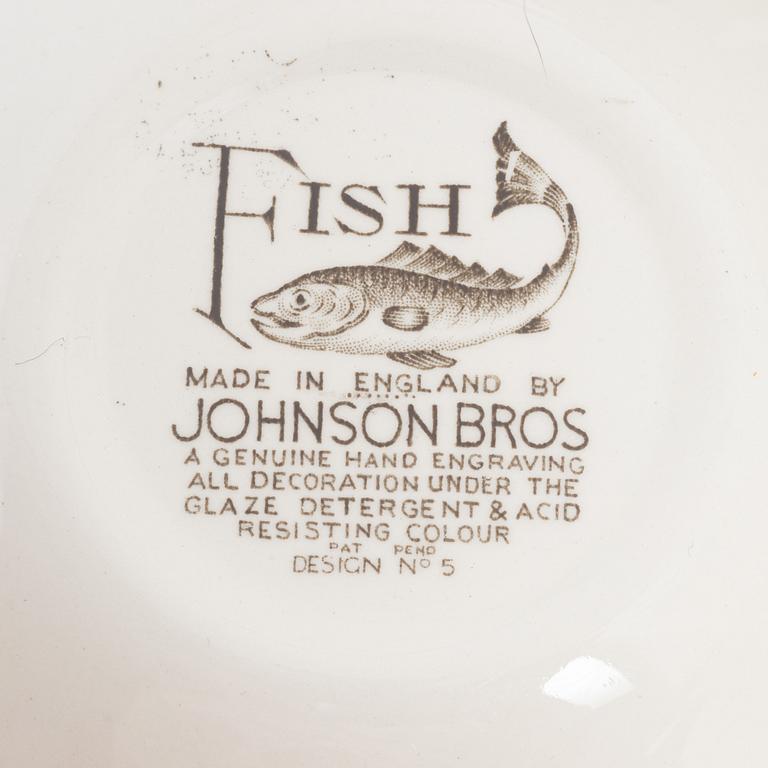 FISH
MADE IN ENGLAND BY
JOHNSON BROS
A GENUINE HAND ENGRAVING
ALL DECORATION UNDER THE
GLAZE DETERGENT & ACID
RESISTING COLOUR
PAT PEND
DESIGN Nº 5